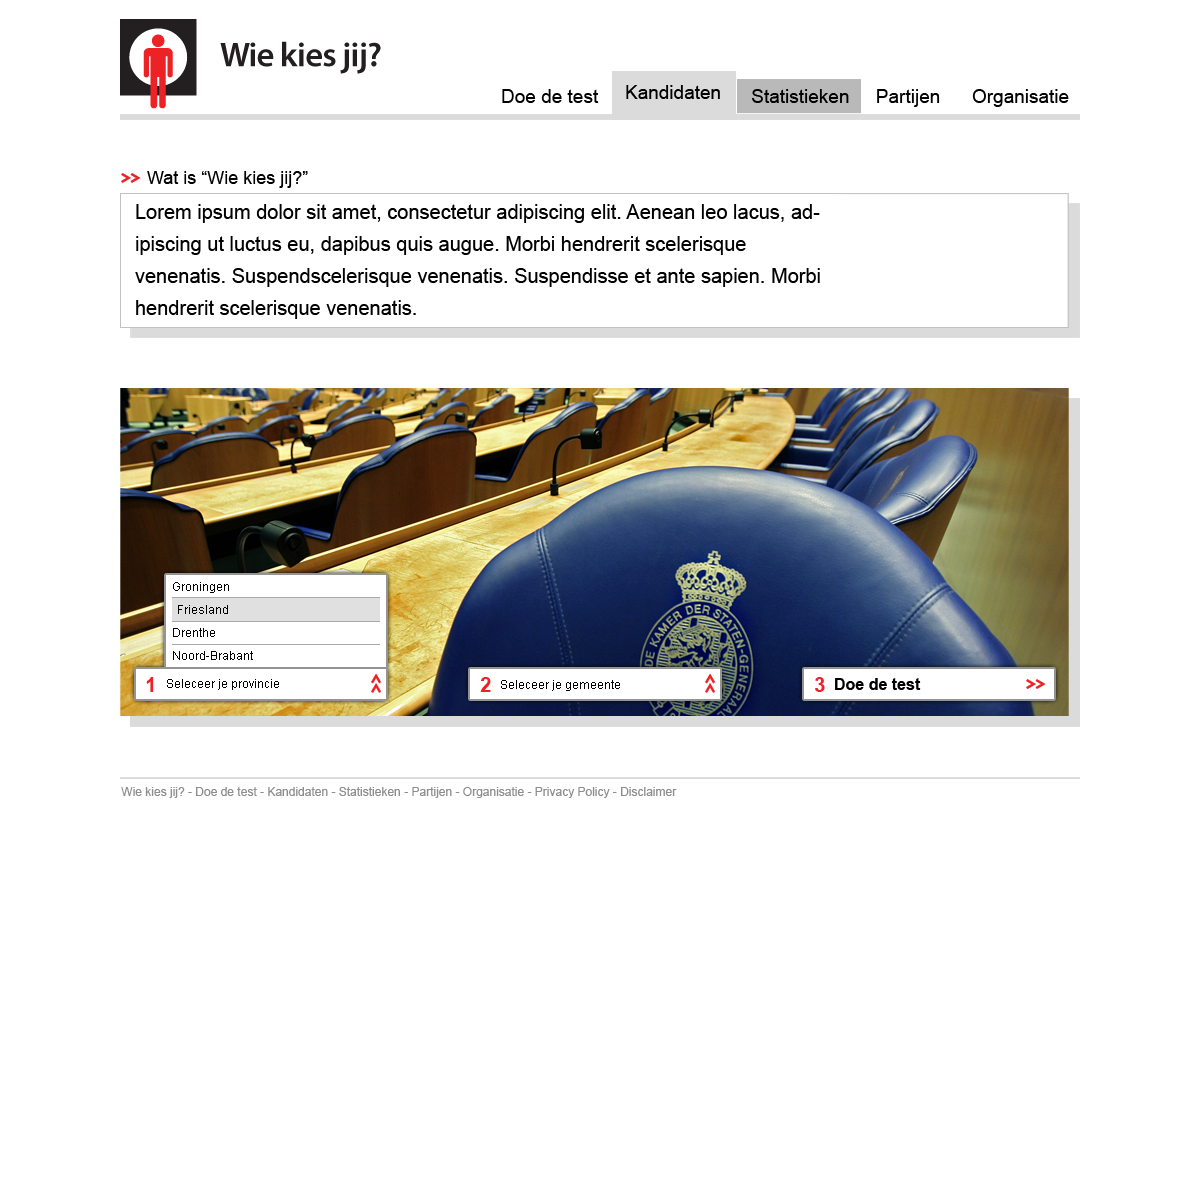 Wie kies jij?
Doe de test
Kandidaten
Statistieken
Partijen
Organisatie
>> Wat is “Wie kies jij?”
Lorem ipsum dolor sit amet, consectetur adipiscing elit. Aenean leo lacus, ad-
ipiscing ut luctus eu, dapibus quis augue. Morbi hendrerit scelerisque
venenatis. Suspendscelerisque venenatis. Suspendisse et ante sapien. Morbi
hendrerit scelerisque venenatis.
DE KAMER DER STATEN-GENERAAL
Groningen
Friesland
Drenthe
Noord-Brabant
1 Seleceer je provincie
2 Seleceer je gemeente
3 Doe de test >>
Wie kies jij? - Doe de test - Kandidaten - Statistieken - Partijen - Organisatie - Privacy Policy - Disclaimer